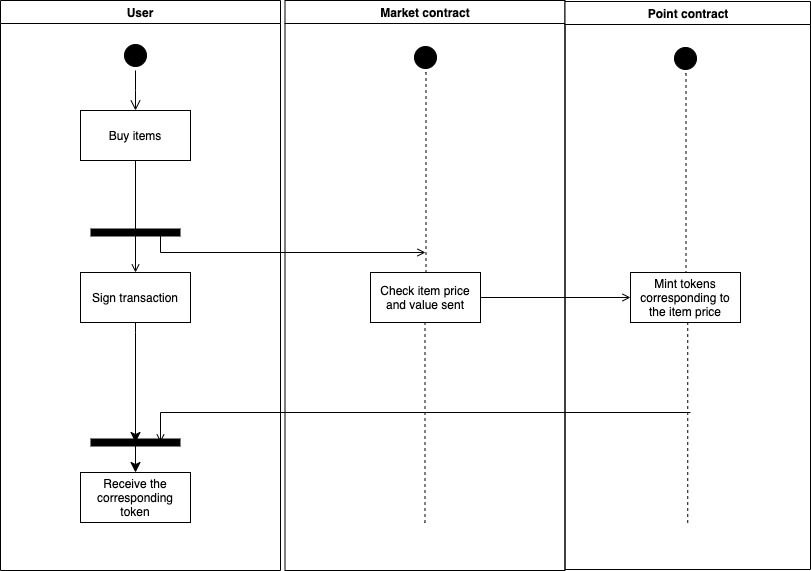 User
Market contract
Point contract
Buy items
Sign transaction
Check item price
and value sent
Mint tokens
corresponding to
the item price
Receive the
corresponding
token